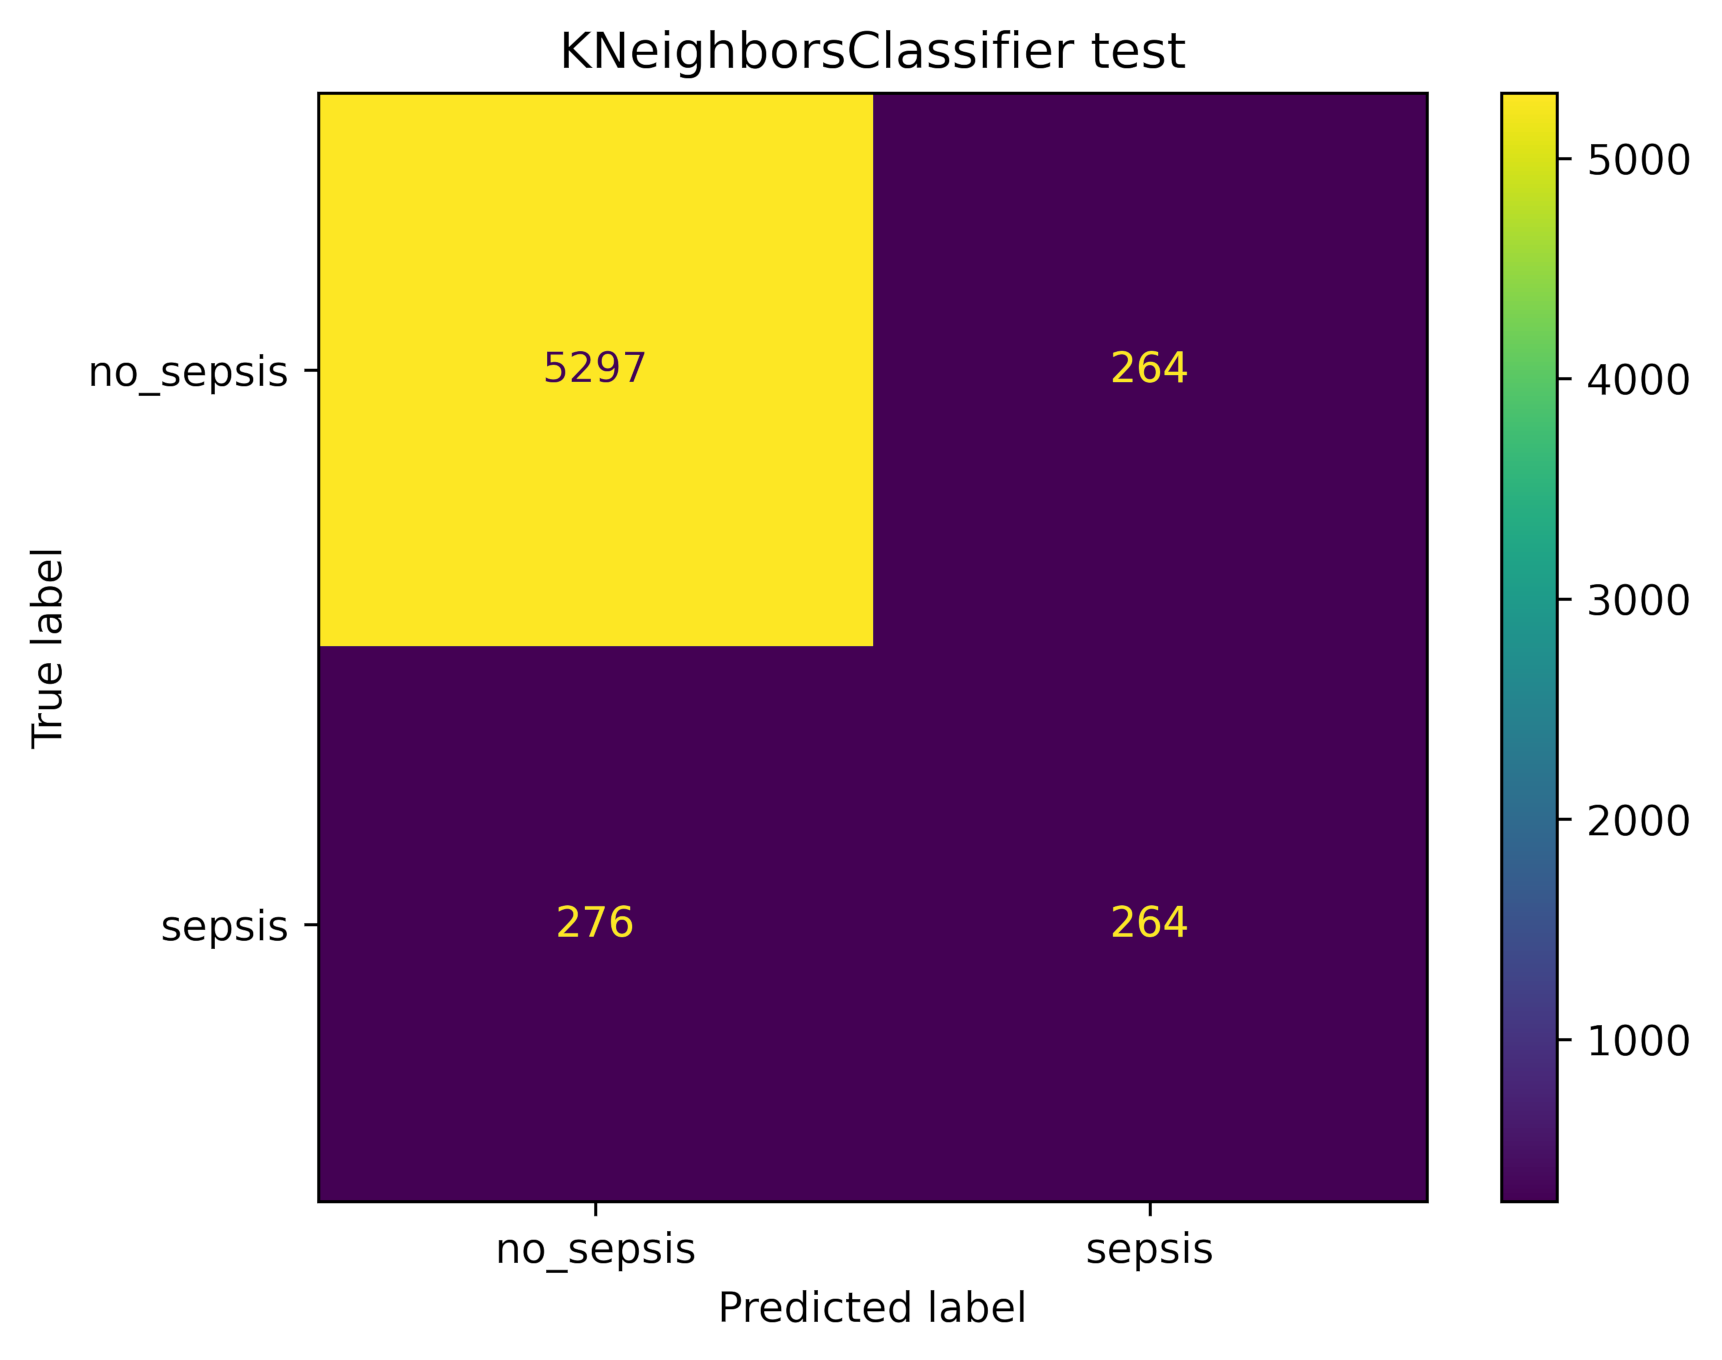 KNeighborsClassifier test
5000
4000
3000
2000
1000
True label
no_sepsis
sepsis
5297
264
276
264
no_sepsis
sepsis
Predicted label